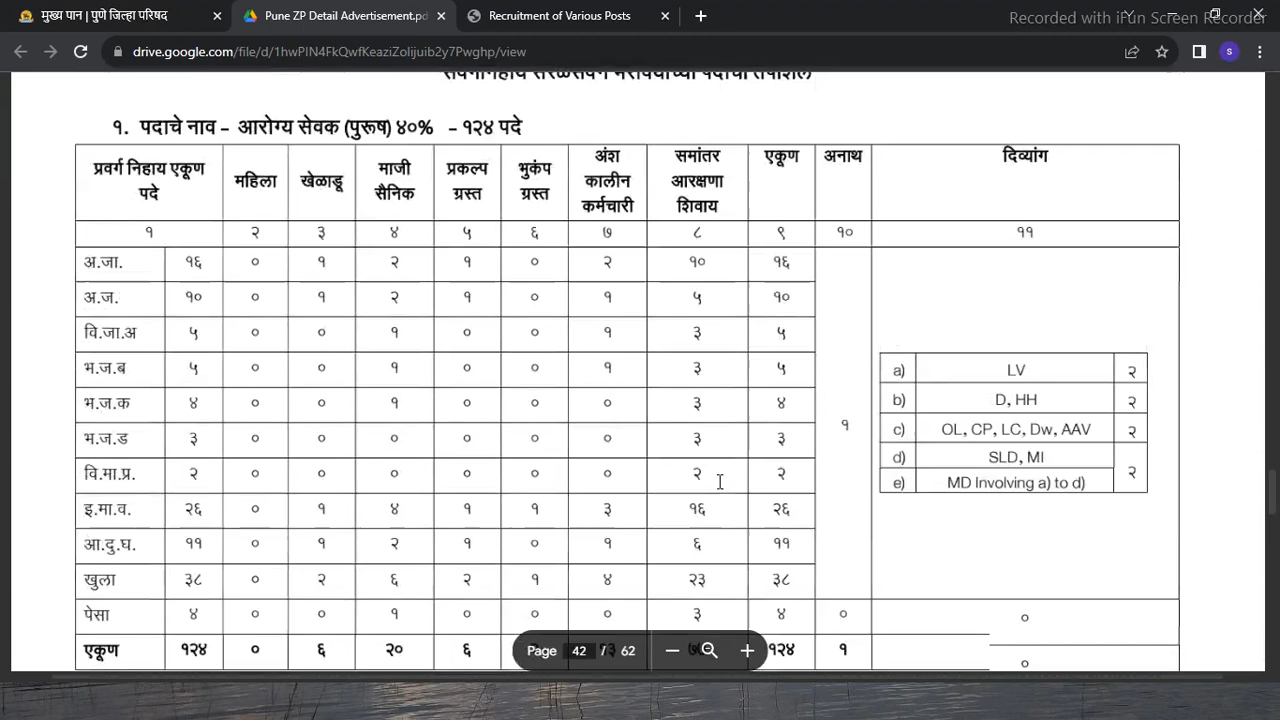 मुख्य पान | पुणे जिल्हा परिषद
Pune ZP Detail Advertisement.pd
Recruitment of Various Posts
Recorded with iFun Screen Recorder
drive.google.com/file/d/1hwPIN4FkQwfKeaziZolijuib2y7Pwghp/view
S
१. पदाचे नाव – आरोग्य सेवक (पुरूष) ४०% – १२४ पदे
प्रवर्ग निहाय एकूण पदे महिला खेळाडू माजी सैनिक प्रकल्प ग्रस्त भुकंप ग्रस्त अंश कालीन कर्मचारी समांतर आरक्षणा शिवाय एकूण अनाथ दिव्यांग
१ २ ३ ४ ५ ६ ७ ८ ९ १० ११
अ.जा. १६ ० १ २ १ ० २ १० १६
अ.ज. १० ० १ २ १ ० १ ५ १०
वि.जा.अ ५ ० ० १ ० ० १ ३ ५
भ.ज.ब ५ ० ० १ ० ० १ ३ ५
a) LV २
भ.ज.क ४ ० ० १ ० ० ० ३ ४
b) D, HH २
भ.ज.ड ३ ० ० ० ० ० ० ३ ३ १
c) OL, CP, LC, Dw, AAV २
d) SLD, MI २
वि.मा.प्र. २ ० ० ० ० ० ० २ २
e) MD Involving a) to d)
इ.मा.व. २६ ० १ ४ १ १ ३ १६ २६
आ.दु.घ. ११ ० १ २ १ ० १ ६ ११
खुला ३८ ० २ ६ २ १ ४ २३ ३८
पेसा ४ ० ० १ ० ० ० ३ ४ ० ०
एकूण १२४ ० ६ २० ६ १२४ १ ०
Page 42 / 62